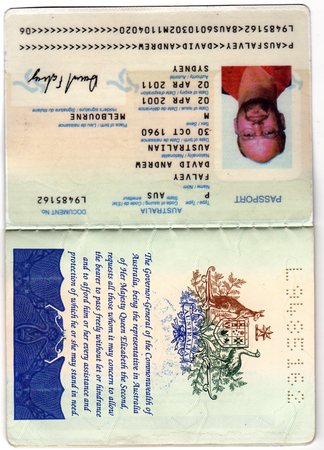 PASSPORT
AUSTRALIA
Type / Type
Code of issuing / Code de l'Etat
DOCUMENT NO.
P
AUS
L9485162
Name / Nom
FALVEY
DAVID ANDREW
Nationality / Nationalité
AUSTRALIAN
Date of birth / Date de naissance
30 OCT 1960
Sex / Sexe
Place of birth / Lieu de naissance
M
MELBOURNE
Date of issue / Date de délivrance
Holder's signature / Signature du titulaire
02 APR 2001
Date of expiry / Date d'expiration
02 APR 2011
Authority / Autorité
SYDNEY
P<AUSFALVEY<<DAVID<ANDREW<<<<<<<<<<<<<<<<<<<
L9485162<8AUS6010302M1104020<<<<<<<<<<<<<<06
L9485162
AUSTRALIA
The Governor-General of the Commonwealth of
Australia, being the representative in Australia
of Her Majesty Queen Elizabeth the Second,
requests all those whom it may concern to allow
the bearer to pass freely without let or hindrance
and to afford him or her every assistance and
protection of which he or she may stand in need.